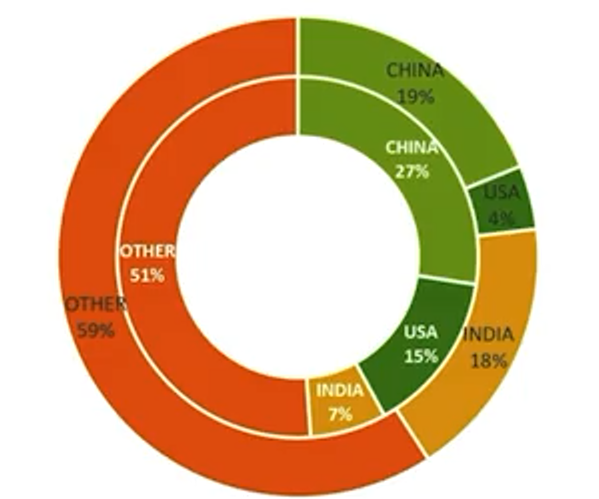 CHINA
19%
CHINA
27%
USA
4%
OTHER
51%
OTHER
59%
USA
15%
INDIA
18%
INDIA
7%